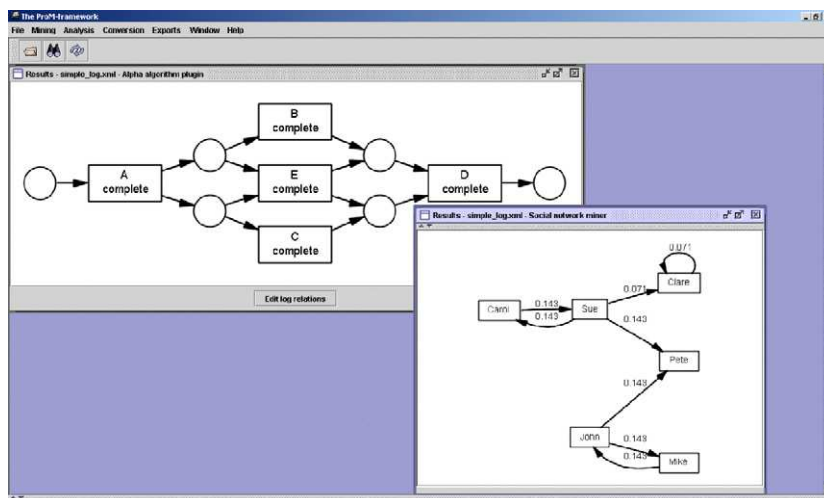 The ProM-framework
File Mining Analysis Conversion Exports Window Help
Results - simple_log.xml - Alpha algorithm plugin
B
complete
A
complete
E
complete
D
complete
C
complete
Edit log relations
Results - simple_log.xml - Social network miner
0.071
Clare
0.071
Carol
0.143
0.143
Sue
0.143
Pete
0.143
John
0.143
0.143
Mike